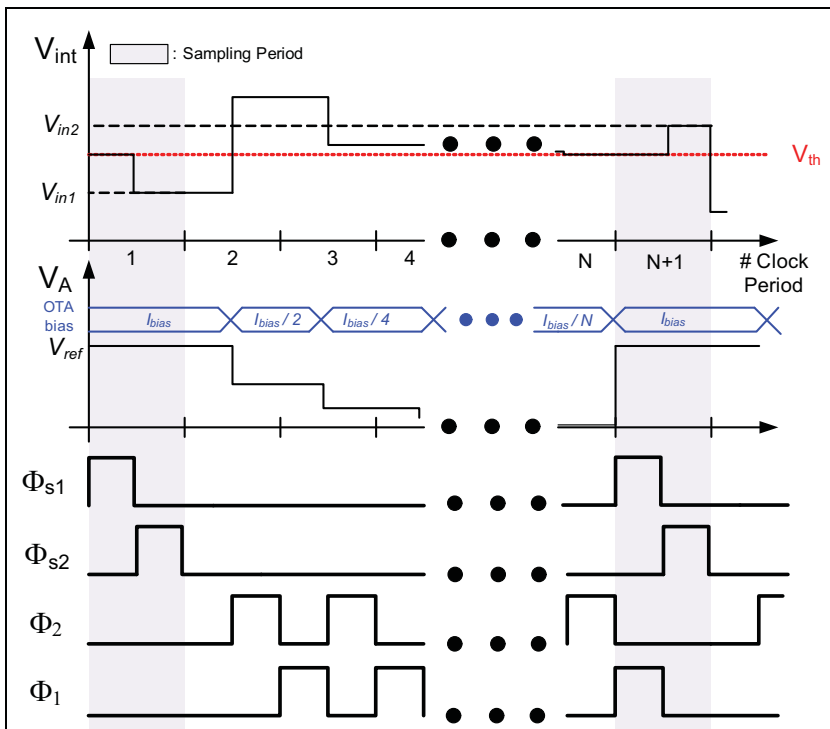 V_int
: Sampling Period
V_in2
V_th
V_in1
1 2 3 4 N N+1 # Clock Period
V_A
OTA bias
I_bias I_bias / 2 I_bias / 4 I_bias / N I_bias
V_ref
Φ_s1
Φ_s2
Φ_2
Φ_1